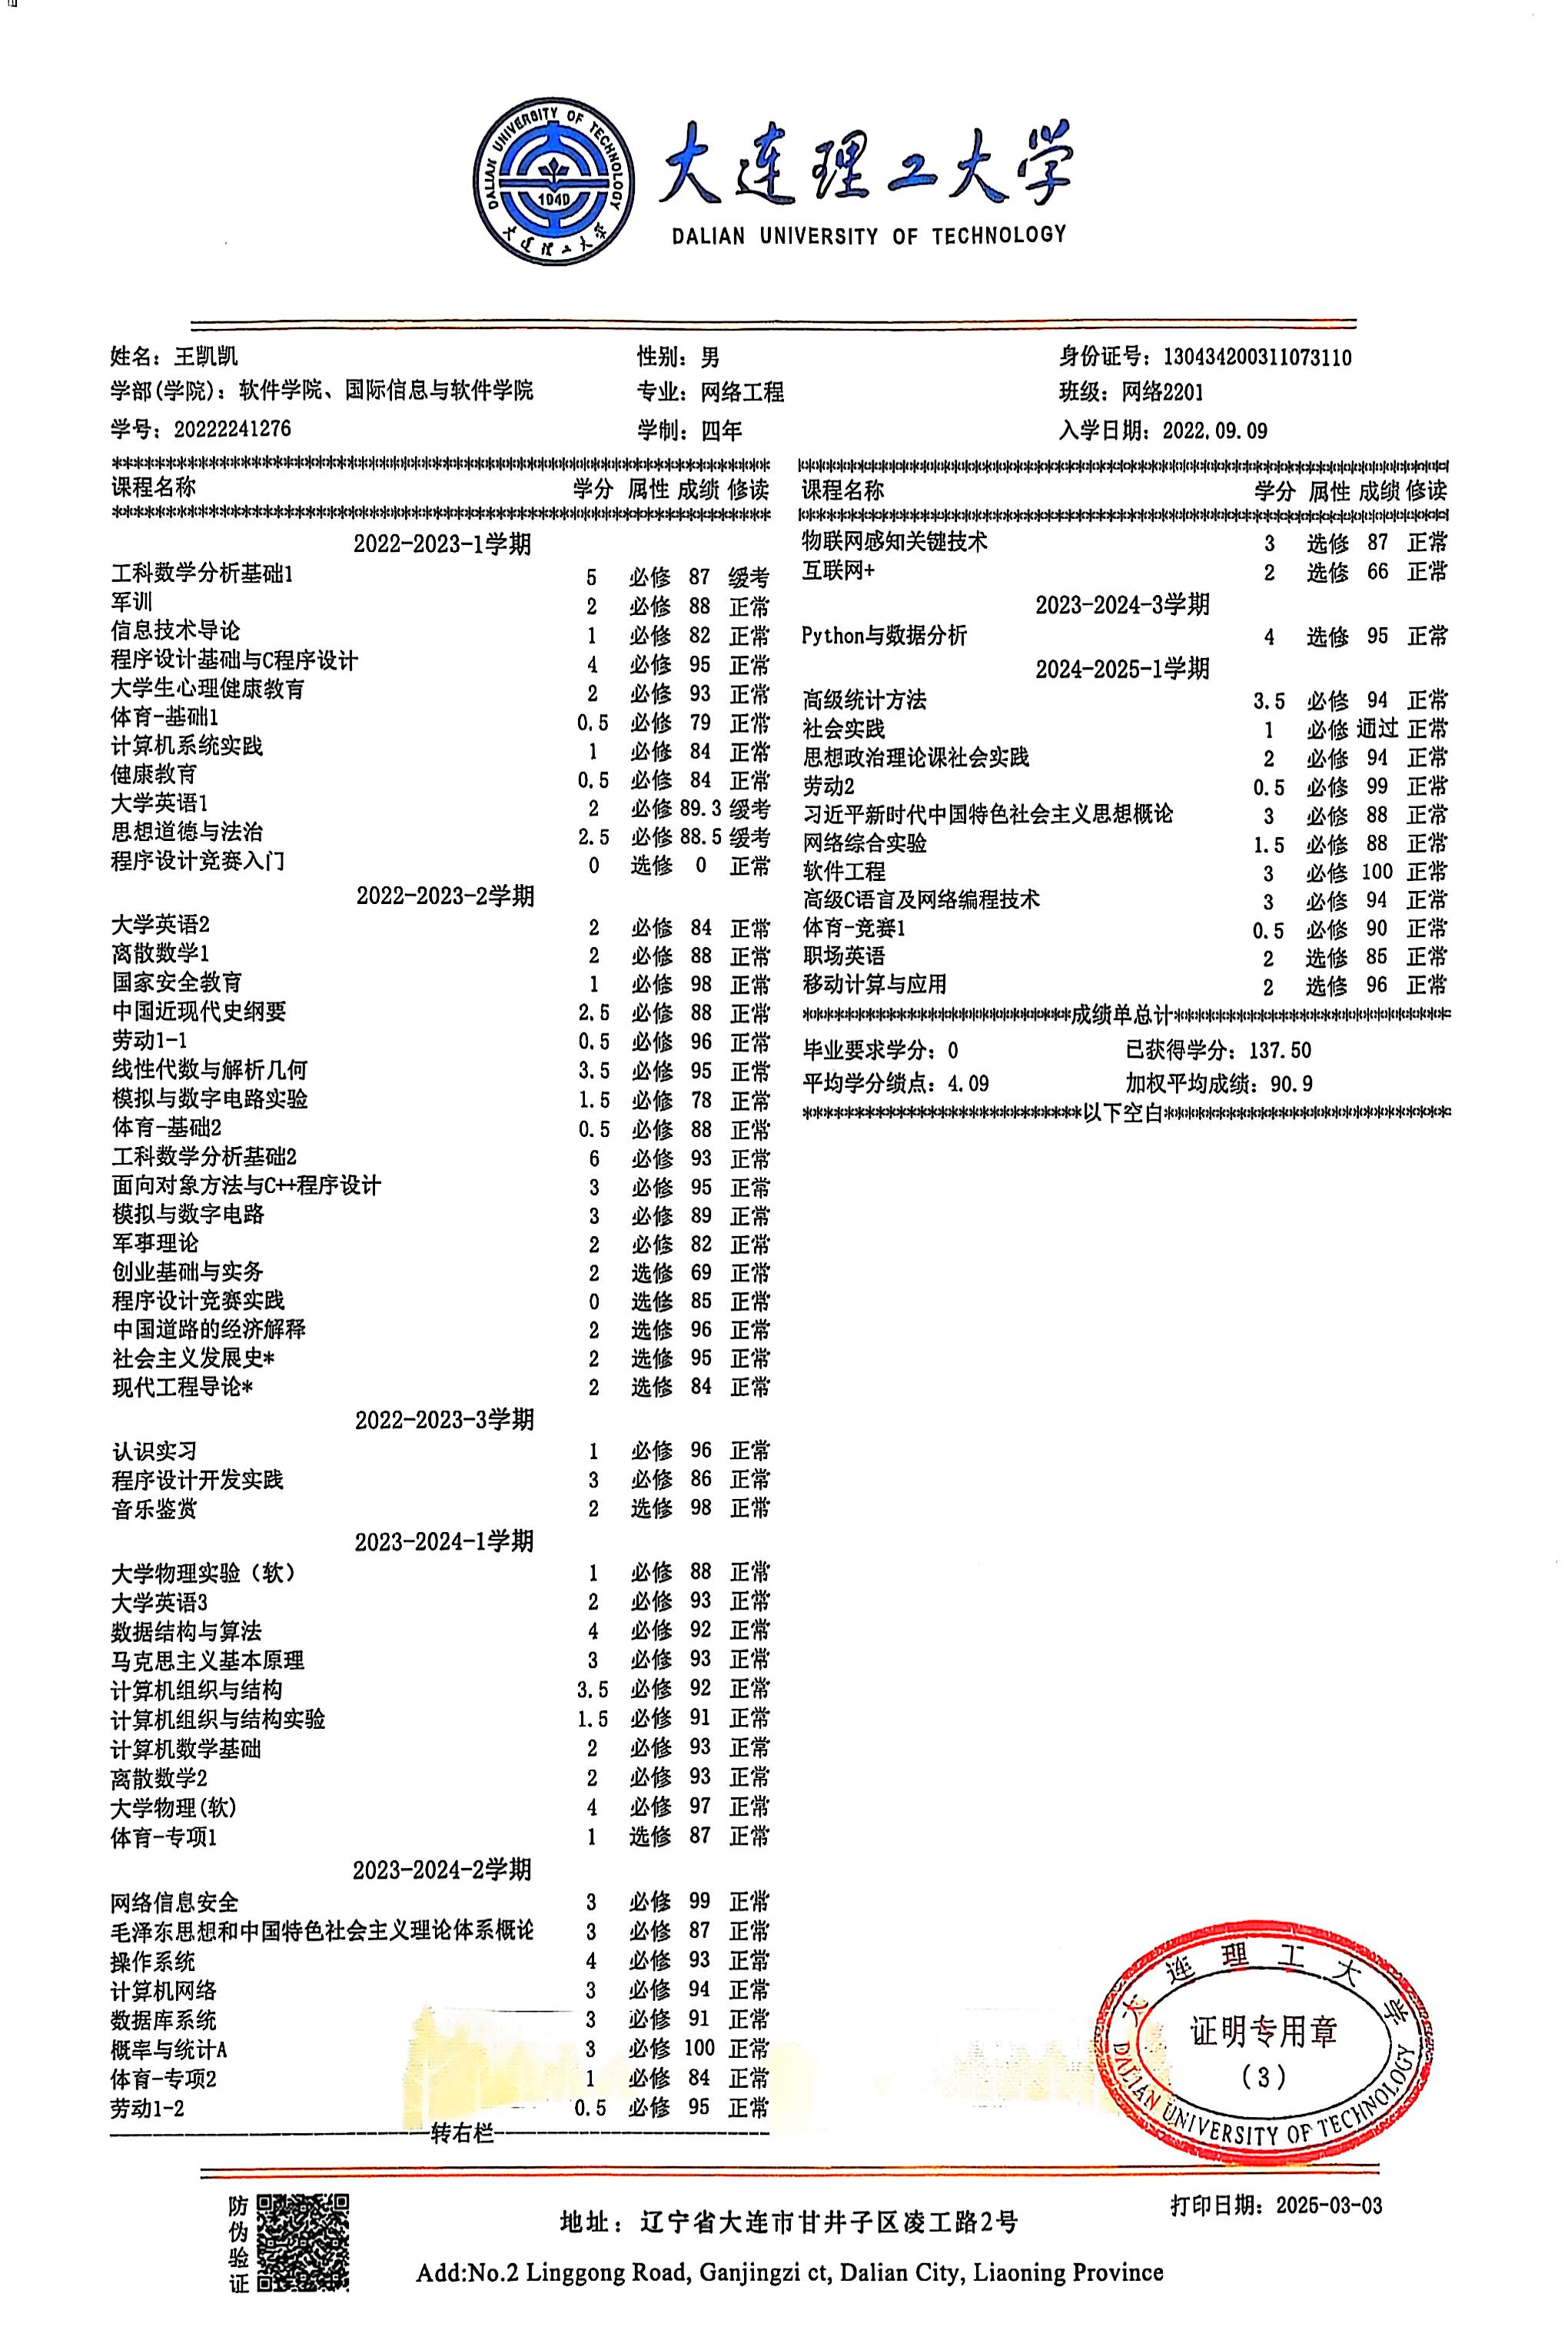 DALIAN UNIVERSITY OF TECHNOLOGY
1949
大连理工大学
大连理工大学
DALIAN UNIVERSITY OF TECHNOLOGY
姓名：王凯凯 性别：男 身份证号：130434200311073110
学部(学院)：软件学院、国际信息与软件学院 专业：网络工程 班级：网络2201
学号：20222241276 学制：四年 入学日期：2022.09.09
课程名称 学分 属性 成绩 修读
2022-2023-1学期
工科数学分析基础1 5 必修 87 缓考
军训 2 必修 88 正常
信息技术导论 1 必修 82 正常
程序设计基础与C程序设计 4 必修 95 正常
大学生心理健康教育 2 必修 93 正常
体育-基础1 0.5 必修 79 正常
计算机系统实践 1 必修 84 正常
健康教育 0.5 必修 84 正常
大学英语1 2 必修 89.3 缓考
思想道德与法治 2.5 必修 88.5 缓考
程序设计竞赛入门 0 选修 0 正常
2022-2023-2学期
大学英语2 2 必修 84 正常
离散数学1 2 必修 88 正常
国家安全教育 1 必修 98 正常
中国近现代史纲要 2.5 必修 88 正常
劳动1-1 0.5 必修 96 正常
线性代数与解析几何 3.5 必修 95 正常
模拟与数字电路实验 1.5 必修 78 正常
体育-基础2 0.5 必修 88 正常
工科数学分析基础2 6 必修 93 正常
面向对象方法与C++程序设计 3 必修 95 正常
模拟与数字电路 3 必修 89 正常
军事理论 2 必修 82 正常
创业基础与实务 2 选修 69 正常
程序设计竞赛实践 0 选修 85 正常
中国道路的经济解释 2 选修 96 正常
社会主义发展史* 2 选修 95 正常
现代工程导论* 2 选修 84 正常
2022-2023-3学期
认识实习 1 必修 96 正常
程序设计开发实践 3 必修 86 正常
音乐鉴赏 2 选修 98 正常
2023-2024-1学期
大学物理实验（软） 1 必修 88 正常
大学英语3 2 必修 93 正常
数据结构与算法 4 必修 92 正常
马克思主义基本原理 3 必修 93 正常
计算机组织与结构 3.5 必修 92 正常
计算机组织与结构实验 1.5 必修 91 正常
计算机数学基础 2 必修 93 正常
离散数学2 2 必修 93 正常
大学物理(软) 4 必修 97 正常
体育-专项1 1 选修 87 正常
2023-2024-2学期
网络信息安全 3 必修 99 正常
毛泽东思想和中国特色社会主义理论体系概论 3 必修 87 正常
操作系统 4 必修 93 正常
计算机网络 3 必修 94 正常
数据库系统 3 必修 91 正常
概率与统计A 3 必修 100 正常
体育-专项2 1 必修 84 正常
劳动1-2 0.5 必修 95 正常
转右栏
课程名称 学分 属性 成绩 修读
物联网感知关键技术 3 选修 87 正常
互联网+ 2 选修 66 正常
2023-2024-3学期
Python与数据分析 4 选修 95 正常
2024-2025-1学期
高级统计方法 3.5 必修 94 正常
社会实践 1 必修 通过 正常
思想政治理论课社会实践 2 必修 94 正常
劳动2 0.5 必修 99 正常
习近平新时代中国特色社会主义思想概论 3 必修 88 正常
网络综合实验 1.5 必修 88 正常
软件工程 3 必修 100 正常
高级C语言及网络编程技术 3 必修 94 正常
体育-竞赛1 0.5 必修 90 正常
职场英语 2 选修 85 正常
移动计算与应用 2 选修 96 正常
成绩单总计
毕业要求学分：0 已获得学分：137.50
平均学分绩点：4.09 加权平均成绩：90.9
以下空白
大连理工大学
证明专用章
(3)
DALIAN UNIVERSITY OF TECHNOLOGY
防伪验证
打印日期：2025-03-03
地址：辽宁省大连市甘井子区凌工路2号
Add:No.2 Linggong Road, Ganjingzi ct, Dalian City, Liaoning Province